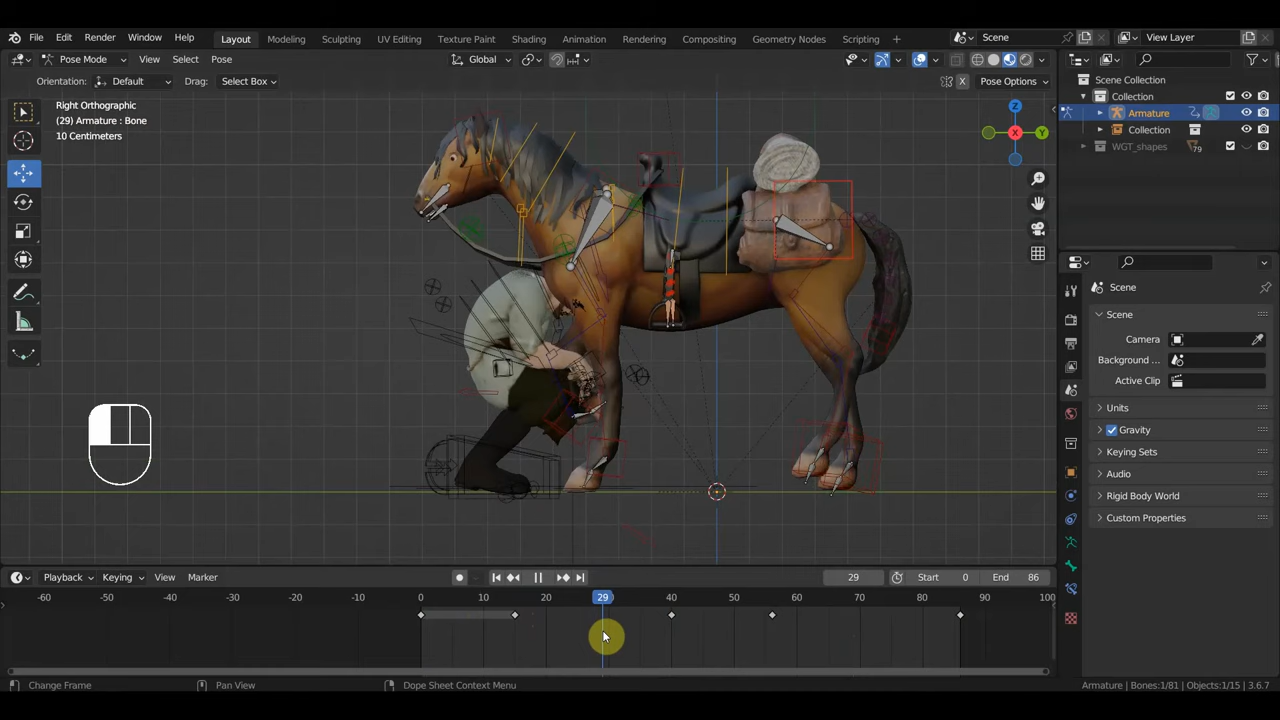 File Edit Render Window Help Layout Modeling Sculpting UV Editing Texture Paint Shading Animation Rendering Compositing Geometry Nodes Scripting + Scene View Layer
Pose Mode View Select Pose Global
Orientation: Default Drag: Select Box X Pose Options
Right Orthographic
(29) Armature : Bone
10 Centimeters
Z
X
Y
Scene Collection
Collection
Armature
Collection
WGT_shapes 79
Scene
Scene
Camera
Background ...
Active Clip
Units
Gravity
Keying Sets
Audio
Rigid Body World
Custom Properties
Playback Keying View Marker 29 Start 0 End 86
-60 -50 -40 -30 -20 -10 0 10 20 29 40 50 60 70 80 90 100
Change Frame Pan View Dope Sheet Context Menu Armature | Bones:1/81 | Objects:1/15 | 3.6.7